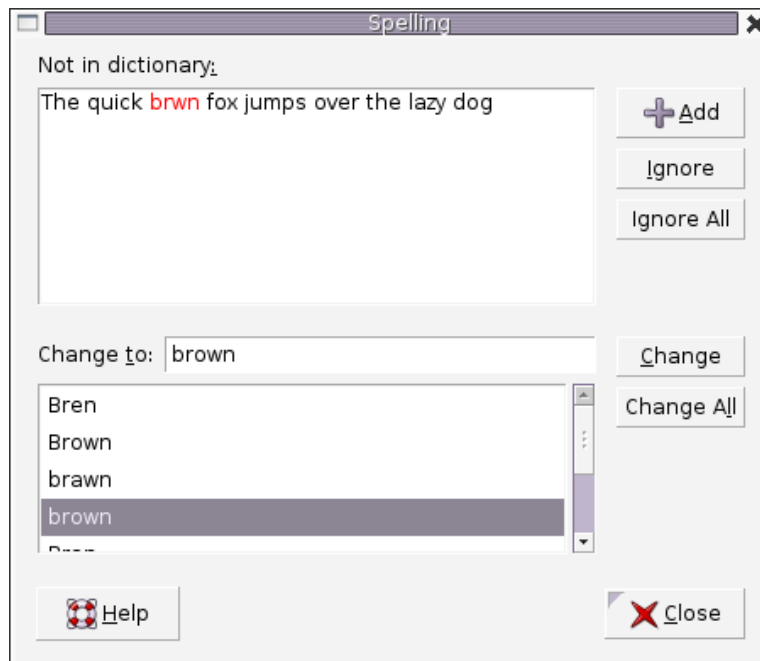 Spelling
Not in dictionary:
The quick brwn fox jumps over the lazy dog
Add
Ignore
Ignore All
Change to: brown
Change
Change All
Bren
Brown
brawn
brown
Help
Close